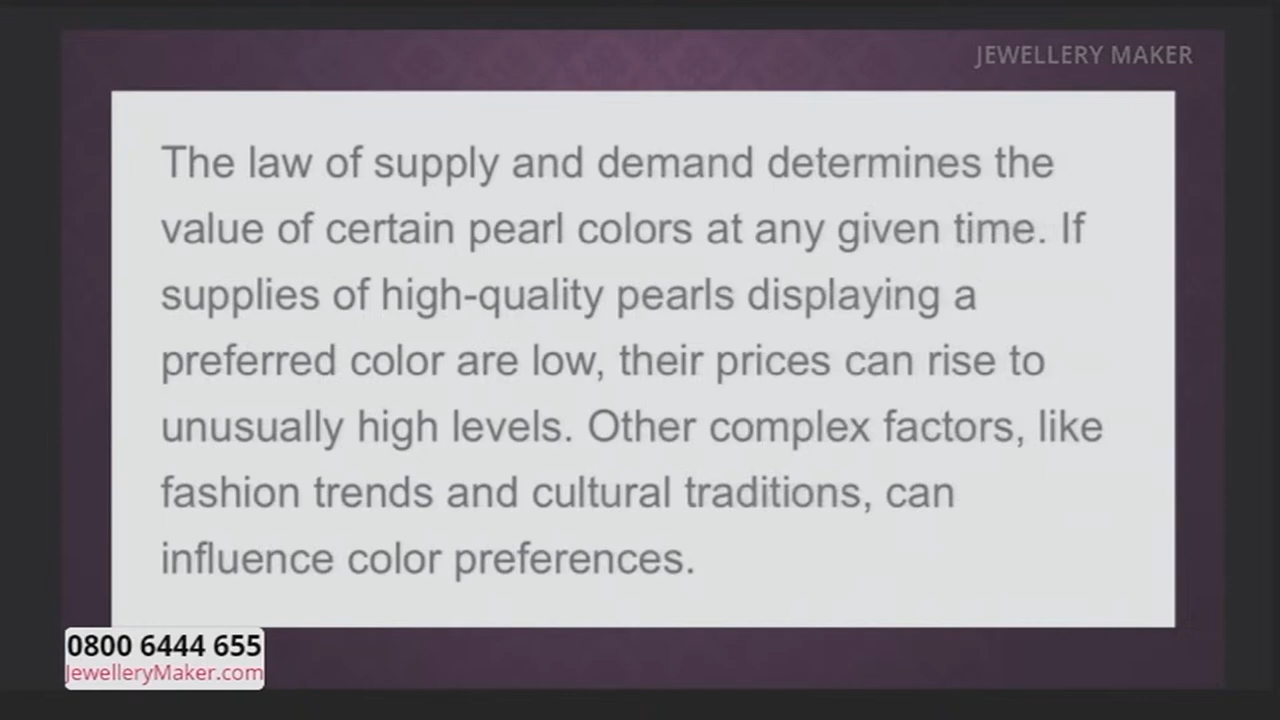 JEWELLERY MAKER
The law of supply and demand determines the
value of certain pearl colors at any given time. If
supplies of high-quality pearls displaying a
preferred color are low, their prices can rise to
unusually high levels. Other complex factors, like
fashion trends and cultural traditions, can
influence color preferences.
0800 6444 655
JewelleryMaker.com